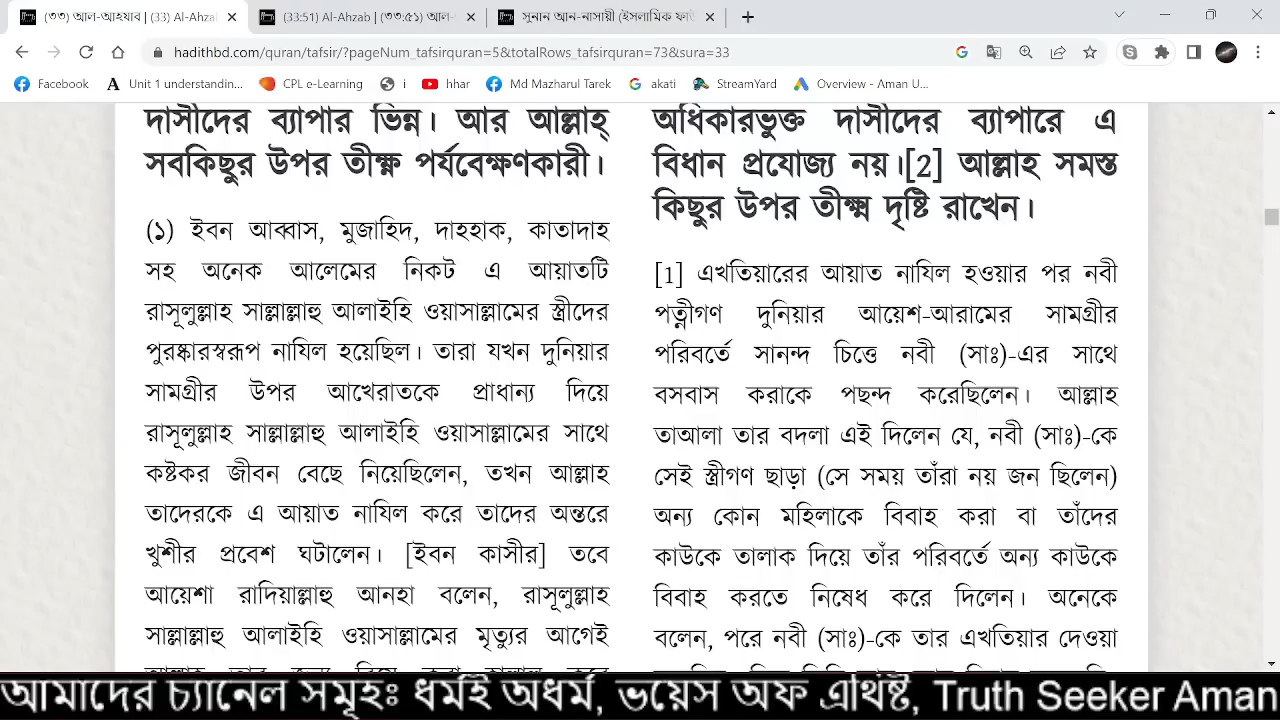 (৩৩) আল-আহযাব | (33) Al-Ahza
(33:51) Al-Ahzab | (৩৩:৫১) আল-
সুনান আন-নাসায়ী (ইসলামিক ফাউ
hadithbd.com/quran/tafsir/?pageNum_tafsirquran=5&totalRows_tafsirquran=73&sura=33
Facebook
Unit 1 understandin...
CPL e-Learning
i
hhar
Md Mazharul Tarek
akati
StreamYard
Overview - Aman U...
দাসীদের ব্যাপার ভিন্ন। আর আল্লাহ্
সবকিছুর উপর তীক্ষ্ণ পর্যবেক্ষণকারী।
(১) ইবন আব্বাস, মুজাহিদ, দাহহাক, কাতাদাহ
সহ অনেক আলেমের নিকট এ আয়াতটি
রাসূলুল্লাহ সাল্লাল্লাহু আলাইহি ওয়াসাল্লামের স্ত্রীদের
পুরষ্কারস্বরূপ নাযিল হয়েছিল। তারা যখন দুনিয়ার
সামগ্রীর উপর আখেরাতকে প্রাধান্য দিয়ে
রাসূলুল্লাহ সাল্লাল্লাহু আলাইহি ওয়াসাল্লামের সাথে
কষ্টকর জীবন বেছে নিয়েছিলেন, তখন আল্লাহ
তাদেরকে এ আয়াত নাযিল করে তাদের অন্তরে
খুশীর প্রবেশ ঘটালেন। [ইবন কাসীর] তবে
আয়েশা রাদিয়াল্লাহু আনহা বলেন, রাসূলুল্লাহ
সাল্লাল্লাহু আলাইহি ওয়াসাল্লামের মৃত্যুর আগেই
অধিকারভুক্ত দাসীদের ব্যাপারে এ
বিধান প্রযোজ্য নয়।[2] আল্লাহ সমস্ত
কিছুর উপর তীক্ষ্ম দৃষ্টি রাখেন।
[1] এখতিয়ারের আয়াত নাযিল হওয়ার পর নবী
পত্নীগণ দুনিয়ার আয়েশ-আরামের সামগ্রীর
পরিবর্তে সানন্দ চিত্তে নবী (সাঃ)-এর সাথে
বসবাস করাকে পছন্দ করেছিলেন। আল্লাহ
তাআলা তার বদলা এই দিলেন যে, নবী (সাঃ)-কে
সেই স্ত্রীগণ ছাড়া (সে সময় তাঁরা নয় জন ছিলেন)
অন্য কোন মহিলাকে বিবাহ করা বা তাঁদের
কাউকে তালাক দিয়ে তাঁর পরিবর্তে অন্য কাউকে
বিবাহ করতে নিষেধ করে দিলেন। অনেকে
বলেন, পরে নবী (সাঃ)-কে তার এখতিয়ার দেওয়া
আমাদের চ্যানেল সমূহঃ ধর্মই অধর্ম, ভয়েস অফ এথিষ্ট, Truth Seeker Aman